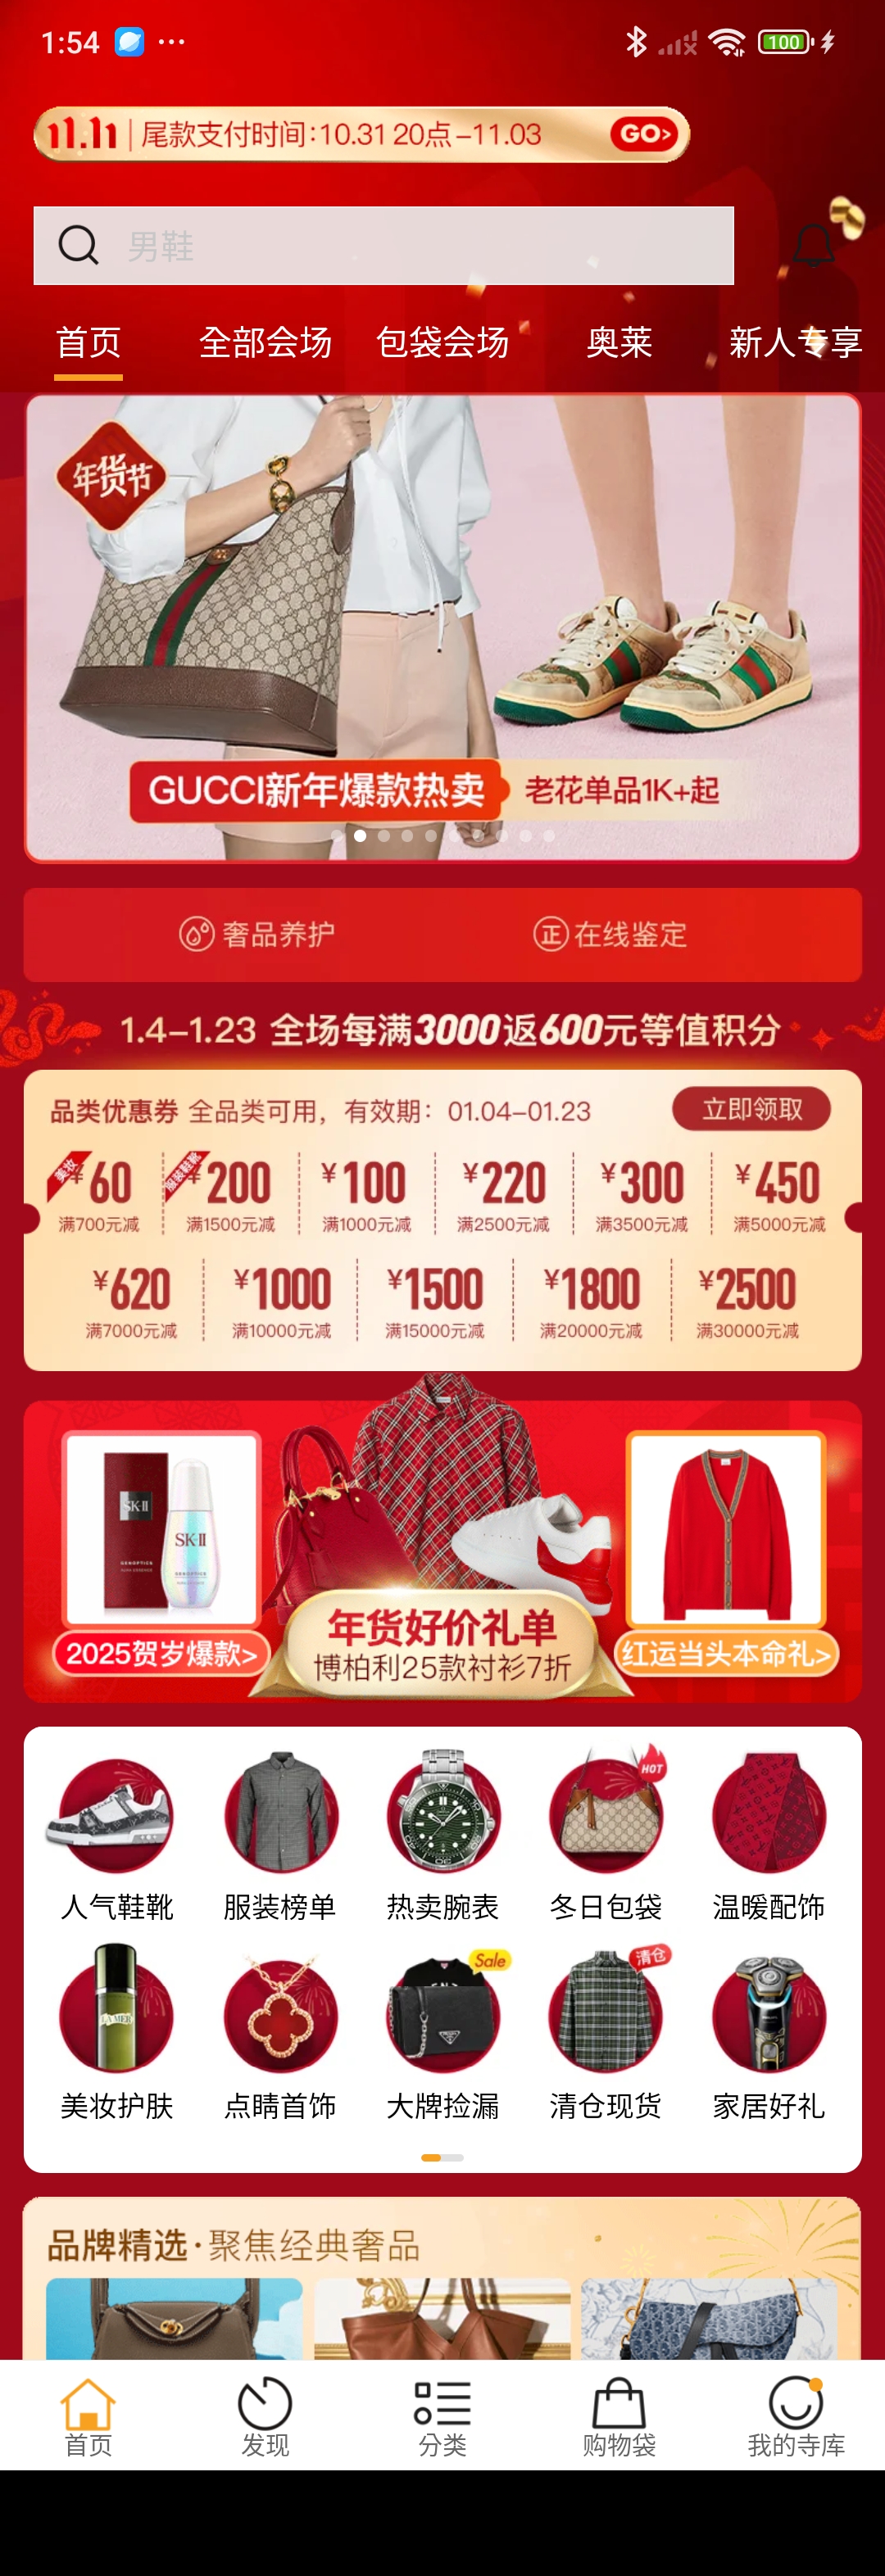 1:54
100
11.11 尾款支付时间:10.31 20点-11.03 GO>
男鞋
首页 全部会场 包袋会场 奥莱 新人专享
年货节
GUCCI新年爆款热卖 老花单品1K+起
奢品养护 正 在线鉴定
1.4-1.23 全场每满3000返600元等值积分
品类优惠券 全品类可用，有效期：01.04-01.23 立即领取
美妆 ¥60 服装鞋靴 ¥200 ¥100 ¥220 ¥300 ¥450
满700元减 满1500元减 满1000元减 满2500元减 满3500元减 满5000元减
¥620 ¥1000 ¥1500 ¥1800 ¥2500
满7000元减 满10000元减 满15000元减 满20000元减 满30000元减
SK-II
SK-II
GENOPTICS
2025贺岁爆款>
年货好价礼单
博柏利25款衬衫7折
红运当头本命礼>
HOT
人气鞋靴 服装榜单 热卖腕表 冬日包袋 温暖配饰
LA MER
Sale
清仓
美妆护肤 点睛首饰 大牌捡漏 清仓现货 家居好礼
品牌精选·聚焦经典奢品
首页 发现 分类 购物袋 我的寺库